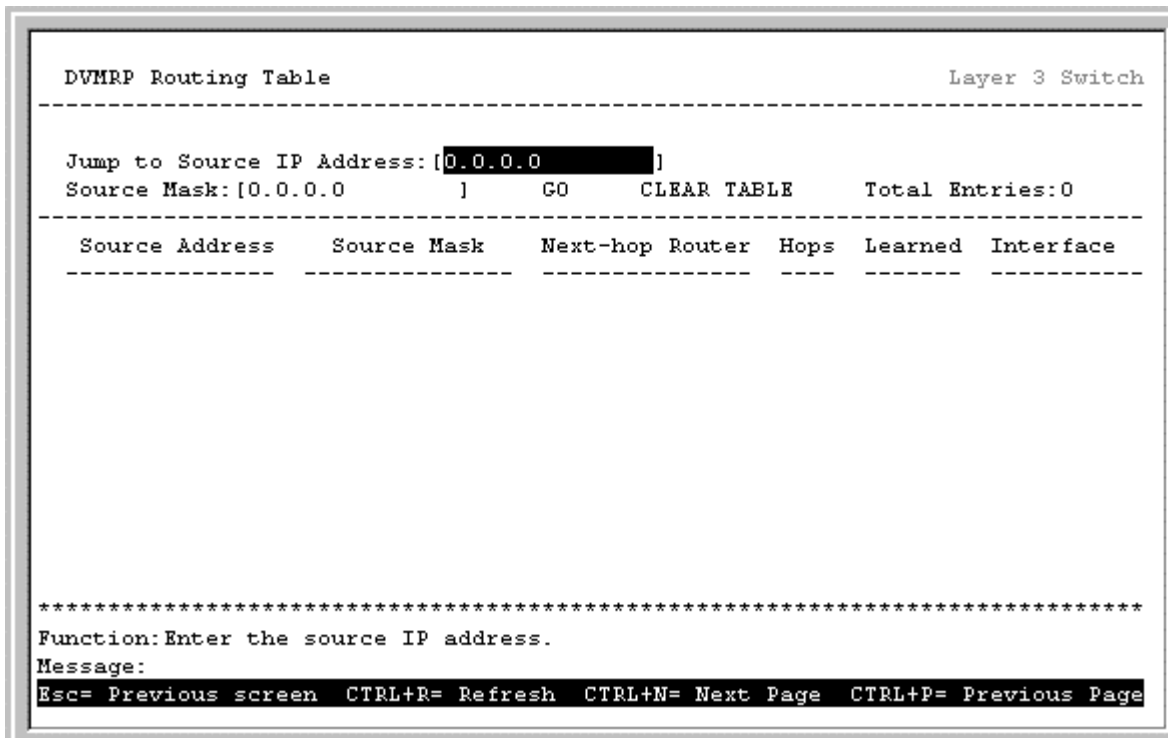 DVMRP Routing Table Layer 3 Switch
--------------------------------------------------------------------------------
Jump to Source IP Address:[0.0.0.0 ]
Source Mask:[0.0.0.0 ] GO CLEAR TABLE Total Entries:0
--------------------------------------------------------------------------------
Source Address Source Mask Next-hop Router Hops Learned Interface
--------------- --------------- --------------- ---- ------- -----------
********************************************************************************
Function:Enter the source IP address.
Message:
Esc= Previous screen CTRL+R= Refresh CTRL+N= Next Page CTRL+P= Previous Page